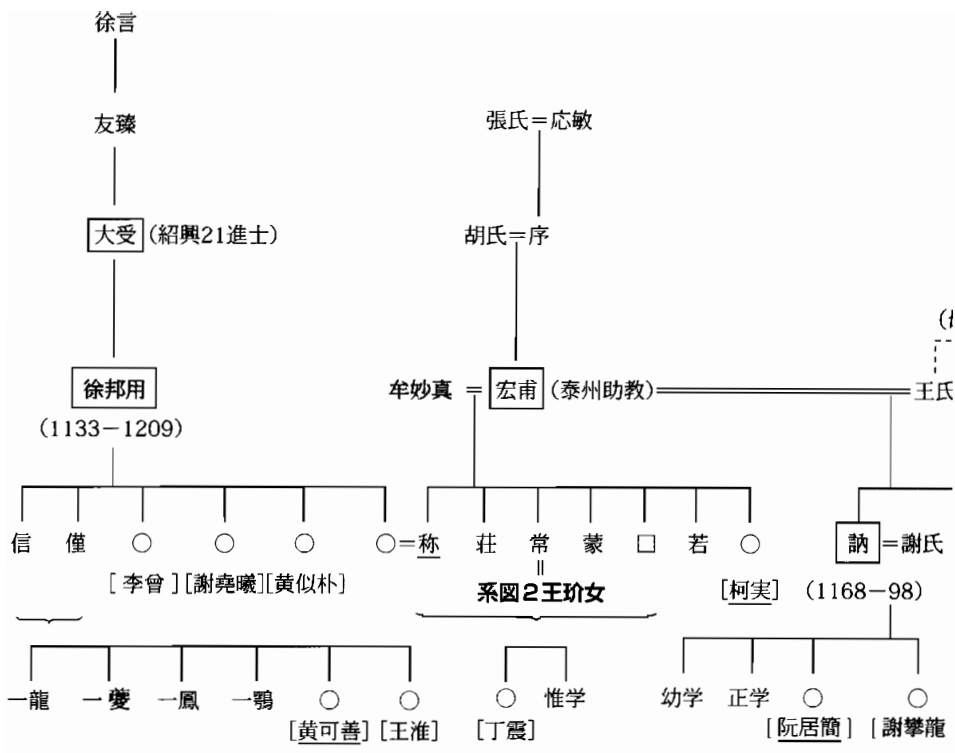 徐言
友臻
張氏＝応敏
大受 (紹興21進士)
胡氏＝序
徐邦用
牟妙真 ＝ 宏甫 (泰州助教) 王氏
(1133－1209)
信 僅 ○ ○ ○ ○＝称 荘 常 蒙 □ 若 ○ 訥＝謝氏
[李曾] [謝堯曦] [黄似朴] 系図2王玠女 [柯実] (1168－98)
一龍 一夔 一鳳 一鶚 ○ ○ ○ 惟学 幼学 正学 ○ ○
[黄可善] [王淮] [丁震] [阮居簡] [謝攀龍